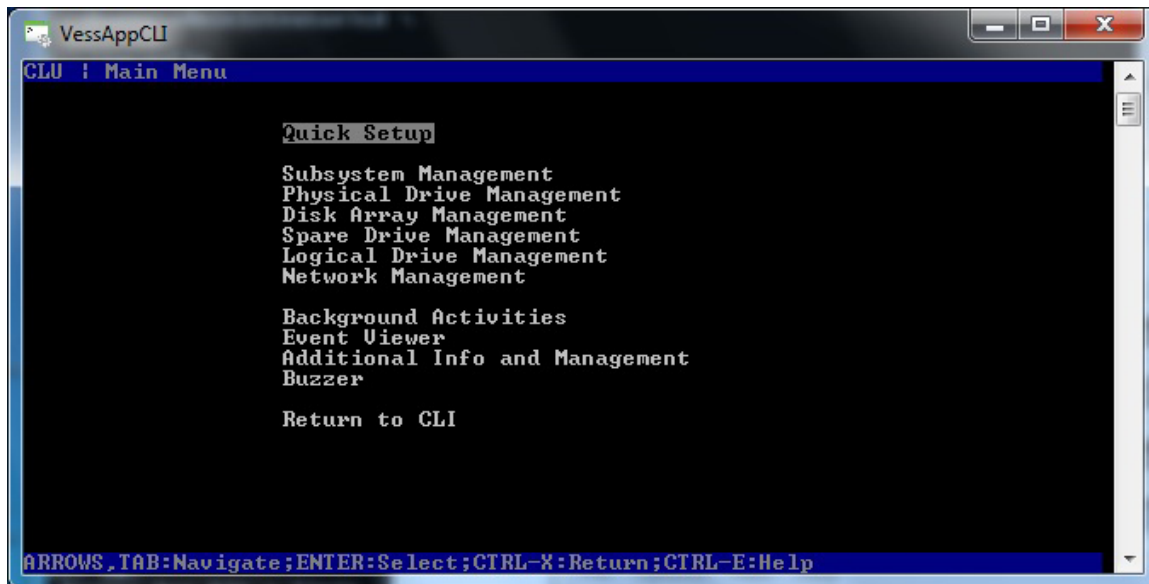 VessAppCLI
CLU ¦ Main Menu
Quick Setup
Subsystem Management
Physical Drive Management
Disk Array Management
Spare Drive Management
Logical Drive Management
Network Management
Background Activities
Event Viewer
Additional Info and Management
Buzzer
Return to CLI
ARROWS,TAB:Navigate;ENTER:Select;CTRL-X:Return;CTRL-E:Help